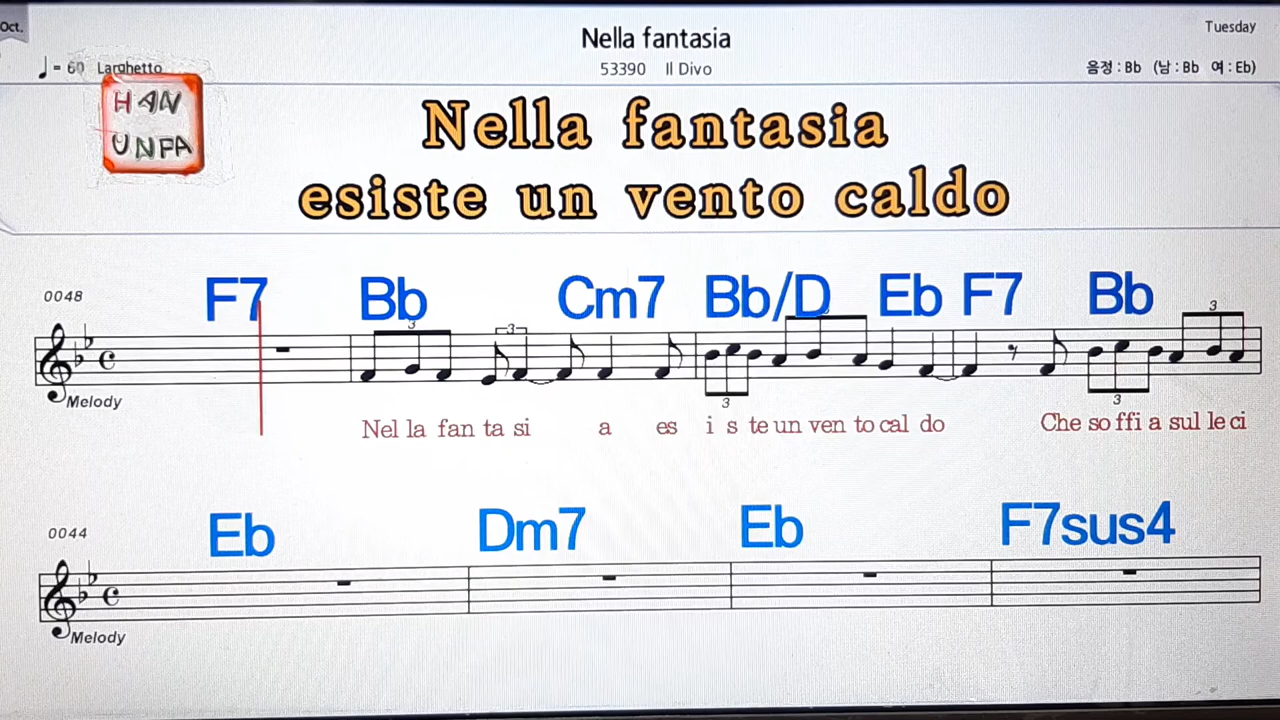 Oct.
Nella fantasia
Tuesday
♩= 60 Larghetto
53390 Il Divo
음정 : Bb (남 : Bb 여 : Eb)
HAN
UNFA
Nella fantasia
esiste un vento caldo
F7 Bb Cm7 Bb/D Eb F7 Bb
0048
3 3 3 3 3
Melody
Nel la fan ta si a es i s te un ven to cal do Che so ffi a sul le ci
Eb Dm7 Eb F7sus4
0044
Melody